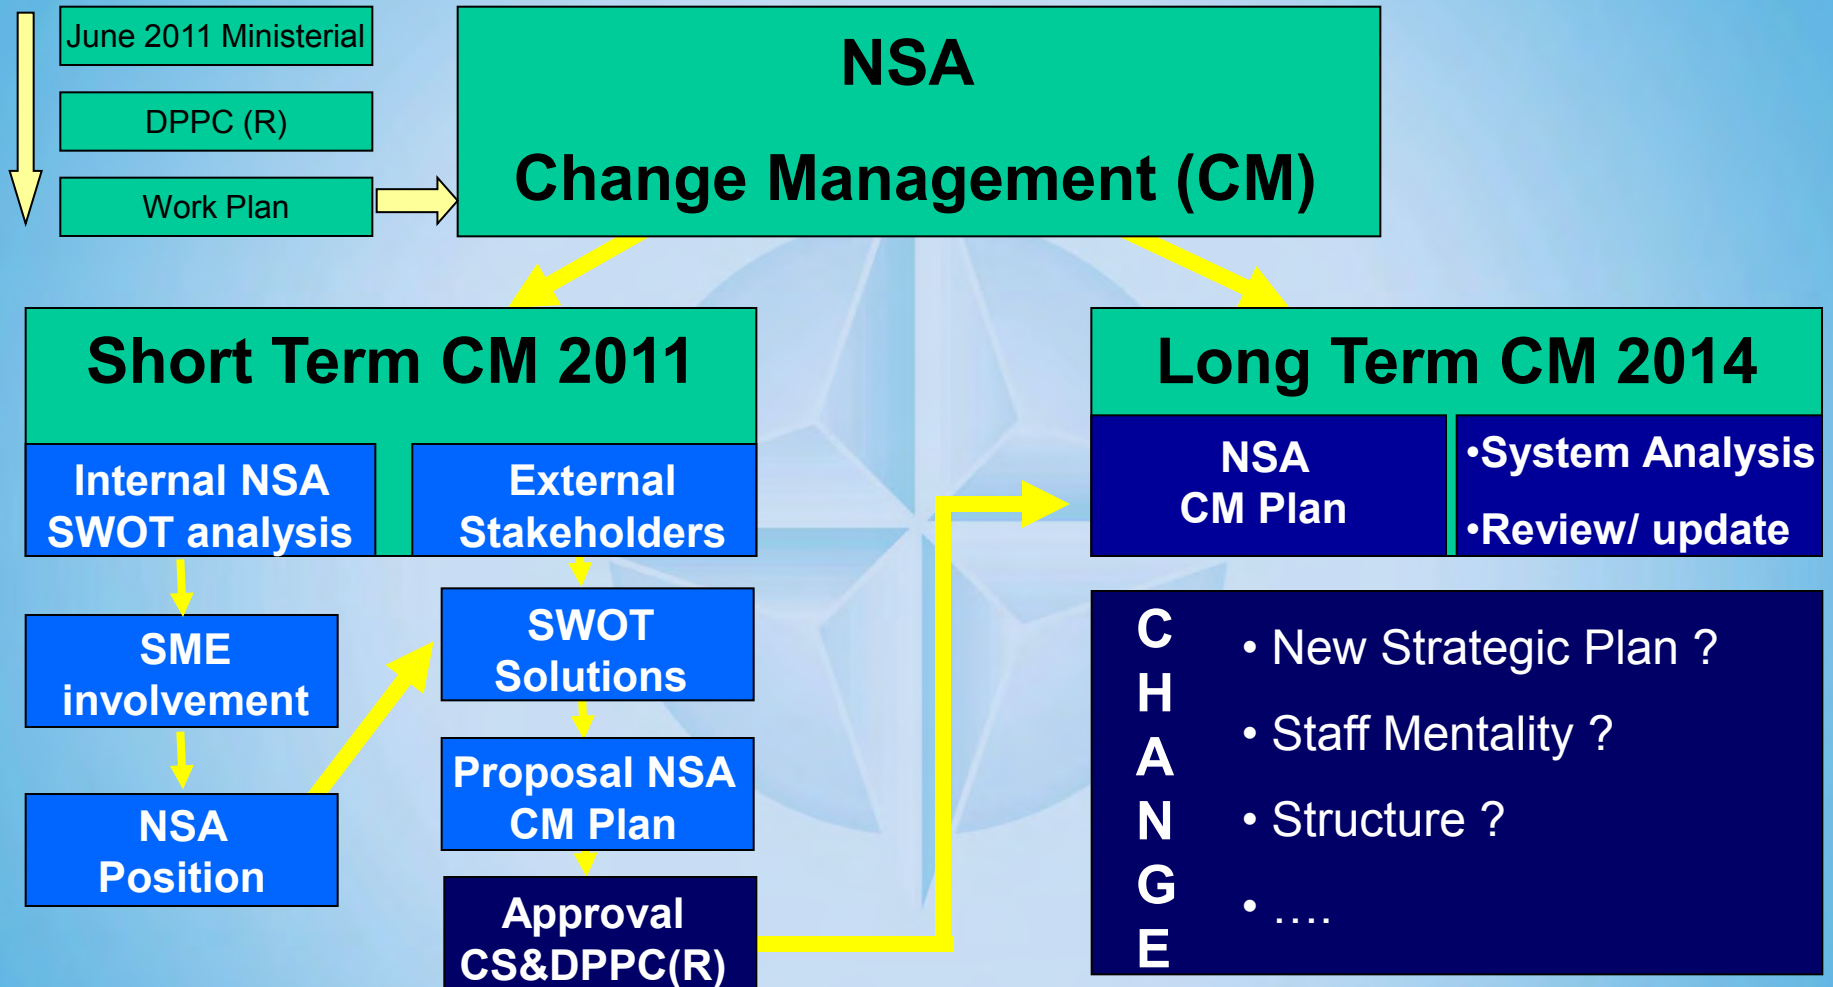 June 2011 Ministerial
DPPC (R)
Work Plan
NSA
Change Management (CM)
Short Term CM 2011
Internal NSA
SWOT analysis
External
Stakeholders
SME
involvement
NSA
Position
SWOT
Solutions
Proposal NSA
CM Plan
Approval
CS&DPPC(R)
Long Term CM 2014
NSA
CM Plan
•System Analysis
•Review/ update
C
H
A
N
G
E
• New Strategic Plan ?
• Staff Mentality ?
• Structure ?
• ....